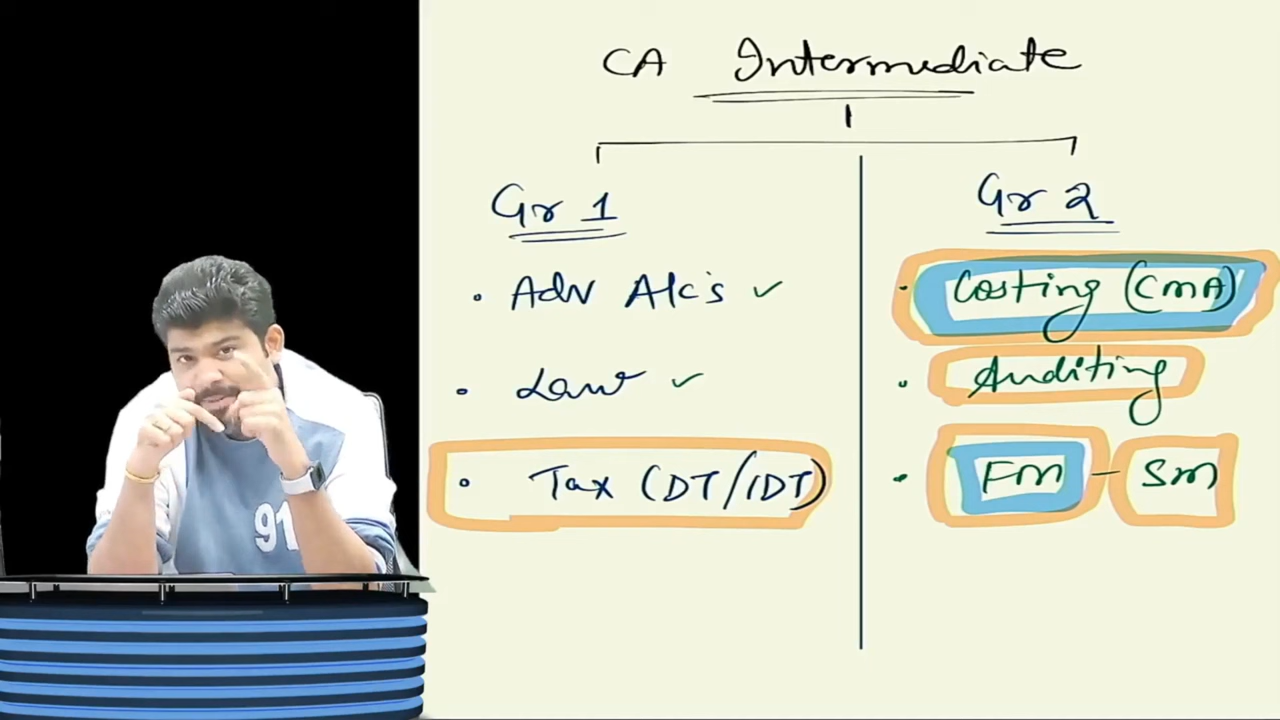 CA Intermediate
Gr 1
• Adv A/c's ✓
• Law ✓
• Tax (DT/IDT)
Gr 2
• Costing (CMA)
• Auditing
• FM - SM
91